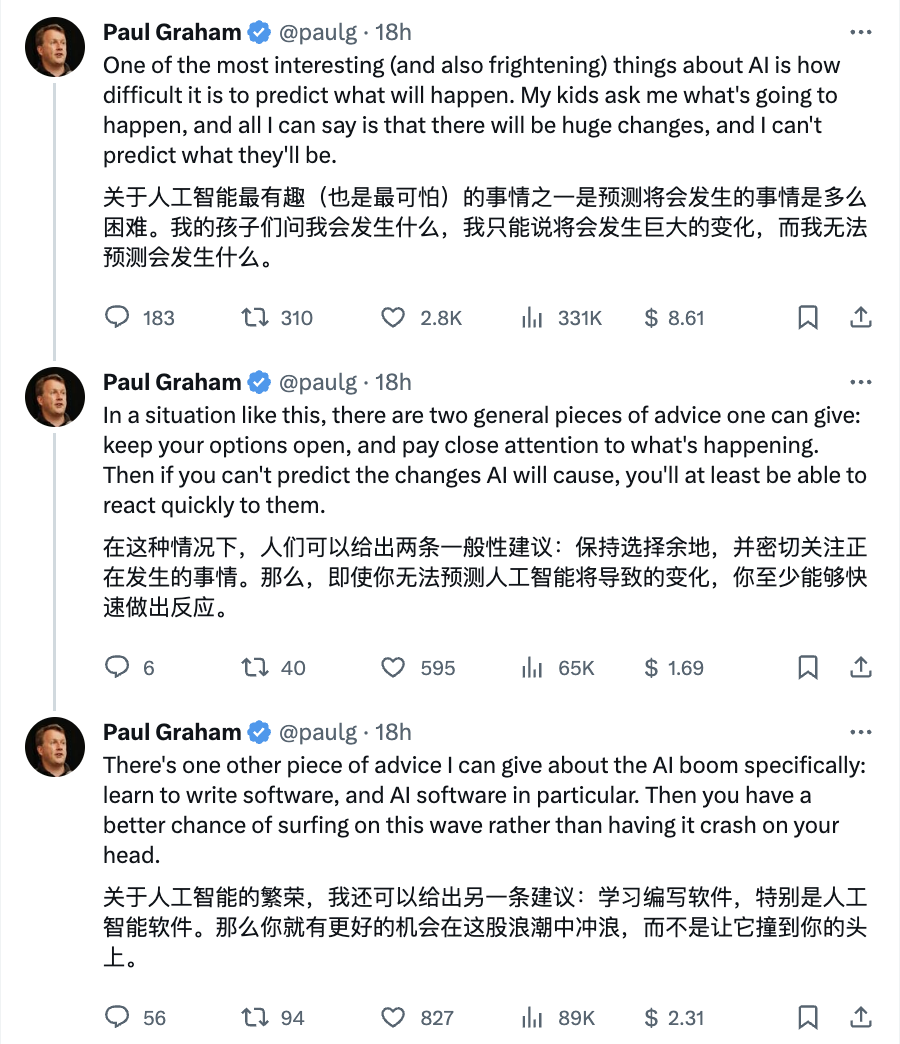 Paul Graham @paulg · 18h
One of the most interesting (and also frightening) things about AI is how
difficult it is to predict what will happen. My kids ask me what's going to
happen, and all I can say is that there will be huge changes, and I can't
predict what they'll be.
关于人工智能最有趣（也是最可怕）的事情之一是预测将会发生的事情是多么
困难。我的孩子们问我会发生什么，我只能说将会发生巨大的变化，而我无法
预测会发生什么。
183 310 2.8K 331K $ 8.61
Paul Graham @paulg · 18h
In a situation like this, there are two general pieces of advice one can give:
keep your options open, and pay close attention to what's happening.
Then if you can't predict the changes AI will cause, you'll at least be able to
react quickly to them.
在这种情况下，人们可以给出两条一般性建议：保持选择余地，并密切关注正
在发生的事情。那么，即使你无法预测人工智能将导致的变化，你至少能够快
速做出反应。
6 40 595 65K $ 1.69
Paul Graham @paulg · 18h
There's one other piece of advice I can give about the AI boom specifically:
learn to write software, and AI software in particular. Then you have a
better chance of surfing on this wave rather than having it crash on your
head.
关于人工智能的繁荣，我还可以给出另一条建议：学习编写软件，特别是人工
智能软件。那么你就有更好的机会在这股浪潮中冲浪，而不是让它撞到你的头
上。
56 94 827 89K $ 2.31